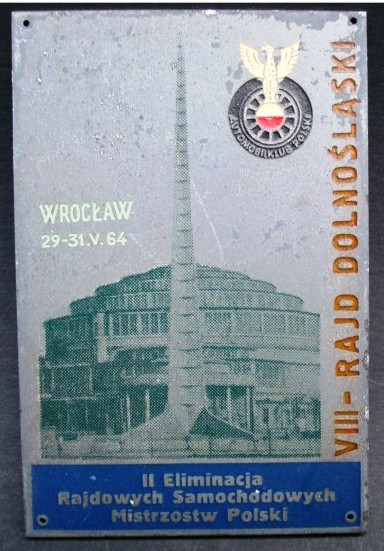 AUTOMOBILKLUB POLSKI
WROCŁAW
29-31.V.64
VIII-RAJD DOLNOŚLĄSKI
II Eliminacja
Rajdowych Samochodowych
Mistrzostw Polski